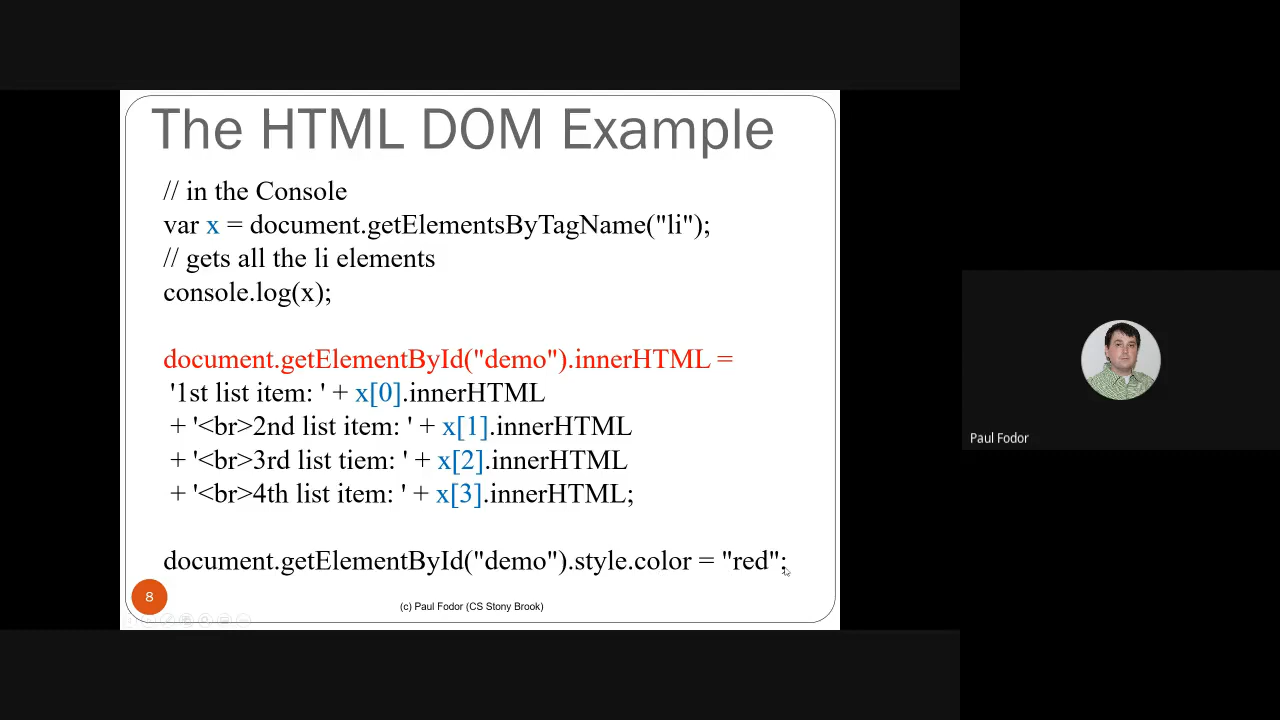 The HTML DOM Example
// in the Console
var x = document.getElementsByTagName("li");
// gets all the li elements
console.log(x);
document.getElementById("demo").innerHTML =
'1st list item: ' + x[0].innerHTML
+ '<br>2nd list item: ' + x[1].innerHTML
+ '<br>3rd list tiem: ' + x[2].innerHTML
+ '<br>4th list item: ' + x[3].innerHTML;
document.getElementById("demo").style.color = "red";
8
(c) Paul Fodor (CS Stony Brook)
Paul Fodor